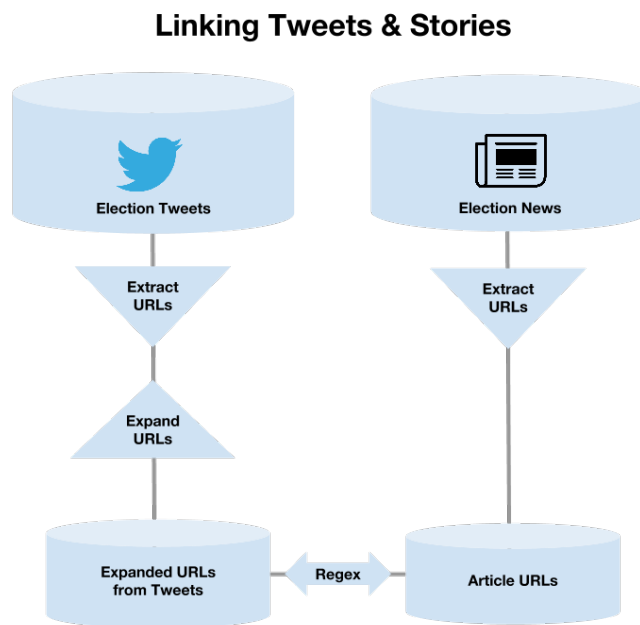 Linking Tweets & Stories
Election Tweets
Election News
Extract
URLs
Extract
URLs
Expand
URLs
Expanded URLs
from Tweets
Regex
Article URLs